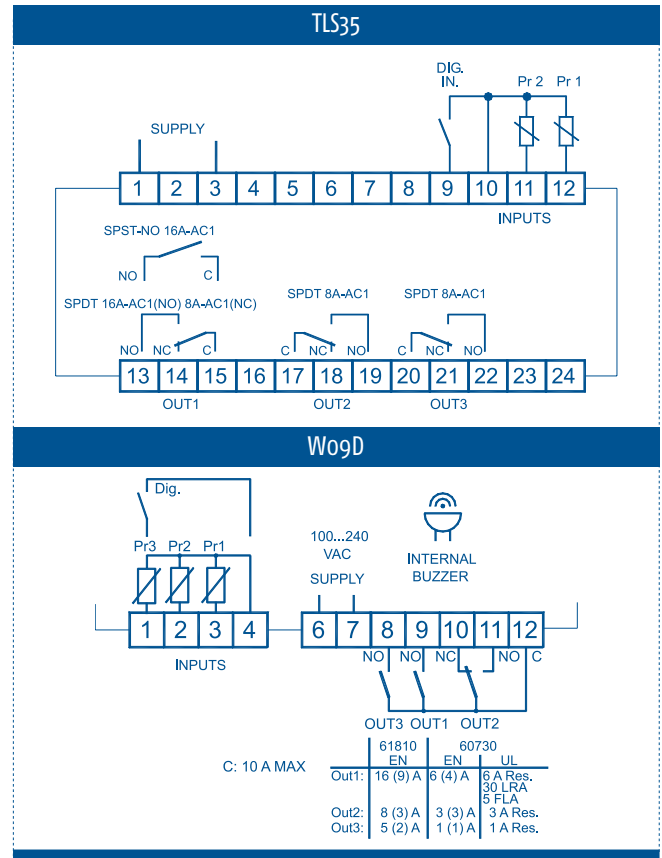 TLS35
DIG.
IN. Pr 2 Pr 1
SUPPLY
1 2 3 4 5 6 7 8 9 10 11 12
INPUTS
SPST-NO 16A-AC1
NO C
SPDT 16A-AC1(NO) 8A-AC1(NC) SPDT 8A-AC1 SPDT 8A-AC1
NO NC C C NC NO C NC NO
13 14 15 16 17 18 19 20 21 22 23 24
OUT1 OUT2 OUT3
W09D
Dig.
Pr3 Pr2 Pr1
100...240
VAC
SUPPLY
INTERNAL
BUZZER
1 2 3 4 6 7 8 9 10 11 12
INPUTS
NO NO NC NO C
OUT3 OUT1 OUT2
61810 60730
EN EN UL
C: 10 A MAX
Out1: 16 (9) A 6 (4) A 6 A Res.
30 LRA
5 FLA
Out2: 8 (3) A 3 (3) A 3 A Res.
Out3: 5 (2) A 1 (1) A 1 A Res.